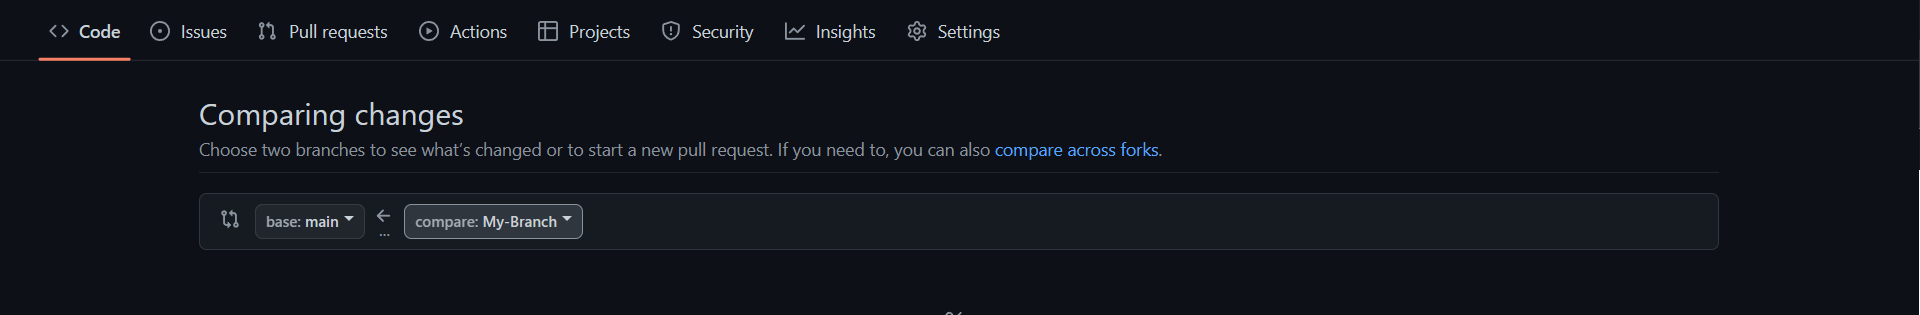 Code Issues Pull requests Actions Projects Security Insights Settings
Comparing changes
Choose two branches to see what’s changed or to start a new pull request. If you need to, you can also compare across forks.
base: main ... compare: My-Branch